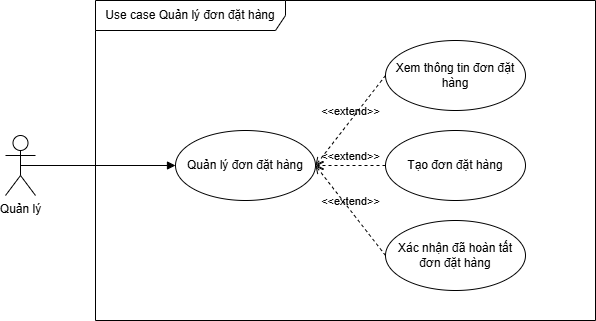 Use case Quản lý đơn đặt hàng
Xem thông tin đơn đặt
hàng
<<extend>>
Quản lý đơn đặt hàng
<<extend>>
Tạo đơn đặt hàng
<<extend>>
Quản lý
Xác nhận đã hoàn tất
đơn đặt hàng